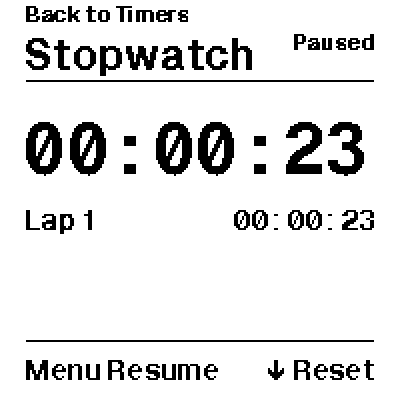 Back to Timers
Stopwatch Paused
00:00:23
Lap 1 00:00:23
Menu Resume ↓ Reset